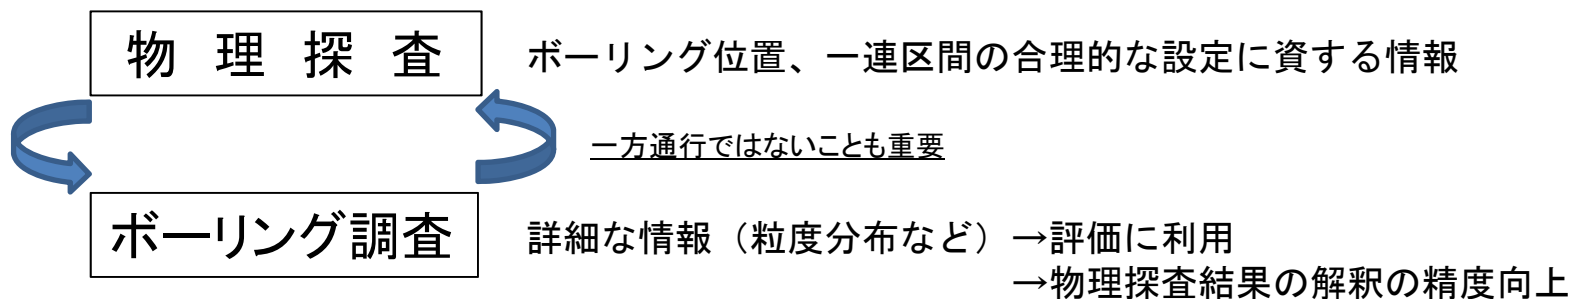 物 理 探 査
ボーリング位置、一連区間の合理的な設定に資する情報
一方通行ではないことも重要
ボーリング調査
詳細な情報（粒度分布など）→評価に利用
→物理探査結果の解釈の精度向上